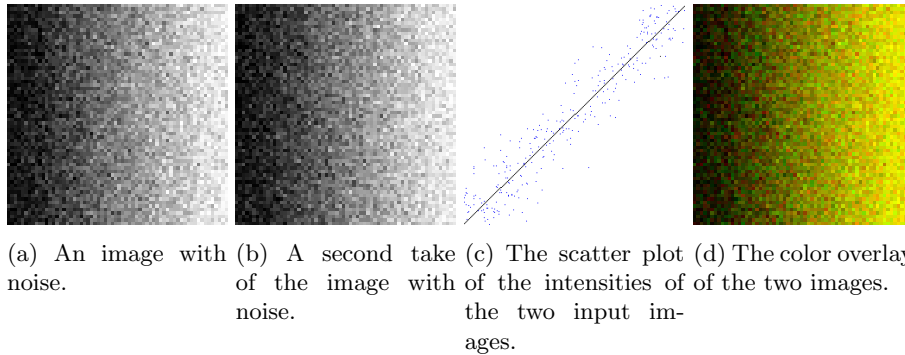 (a) An image with
noise.
(b) A second take
of the image with
noise.
(c) The scatter plot
of the intensities of
the two input im-
ages.
(d) The color overlay
of the two images.